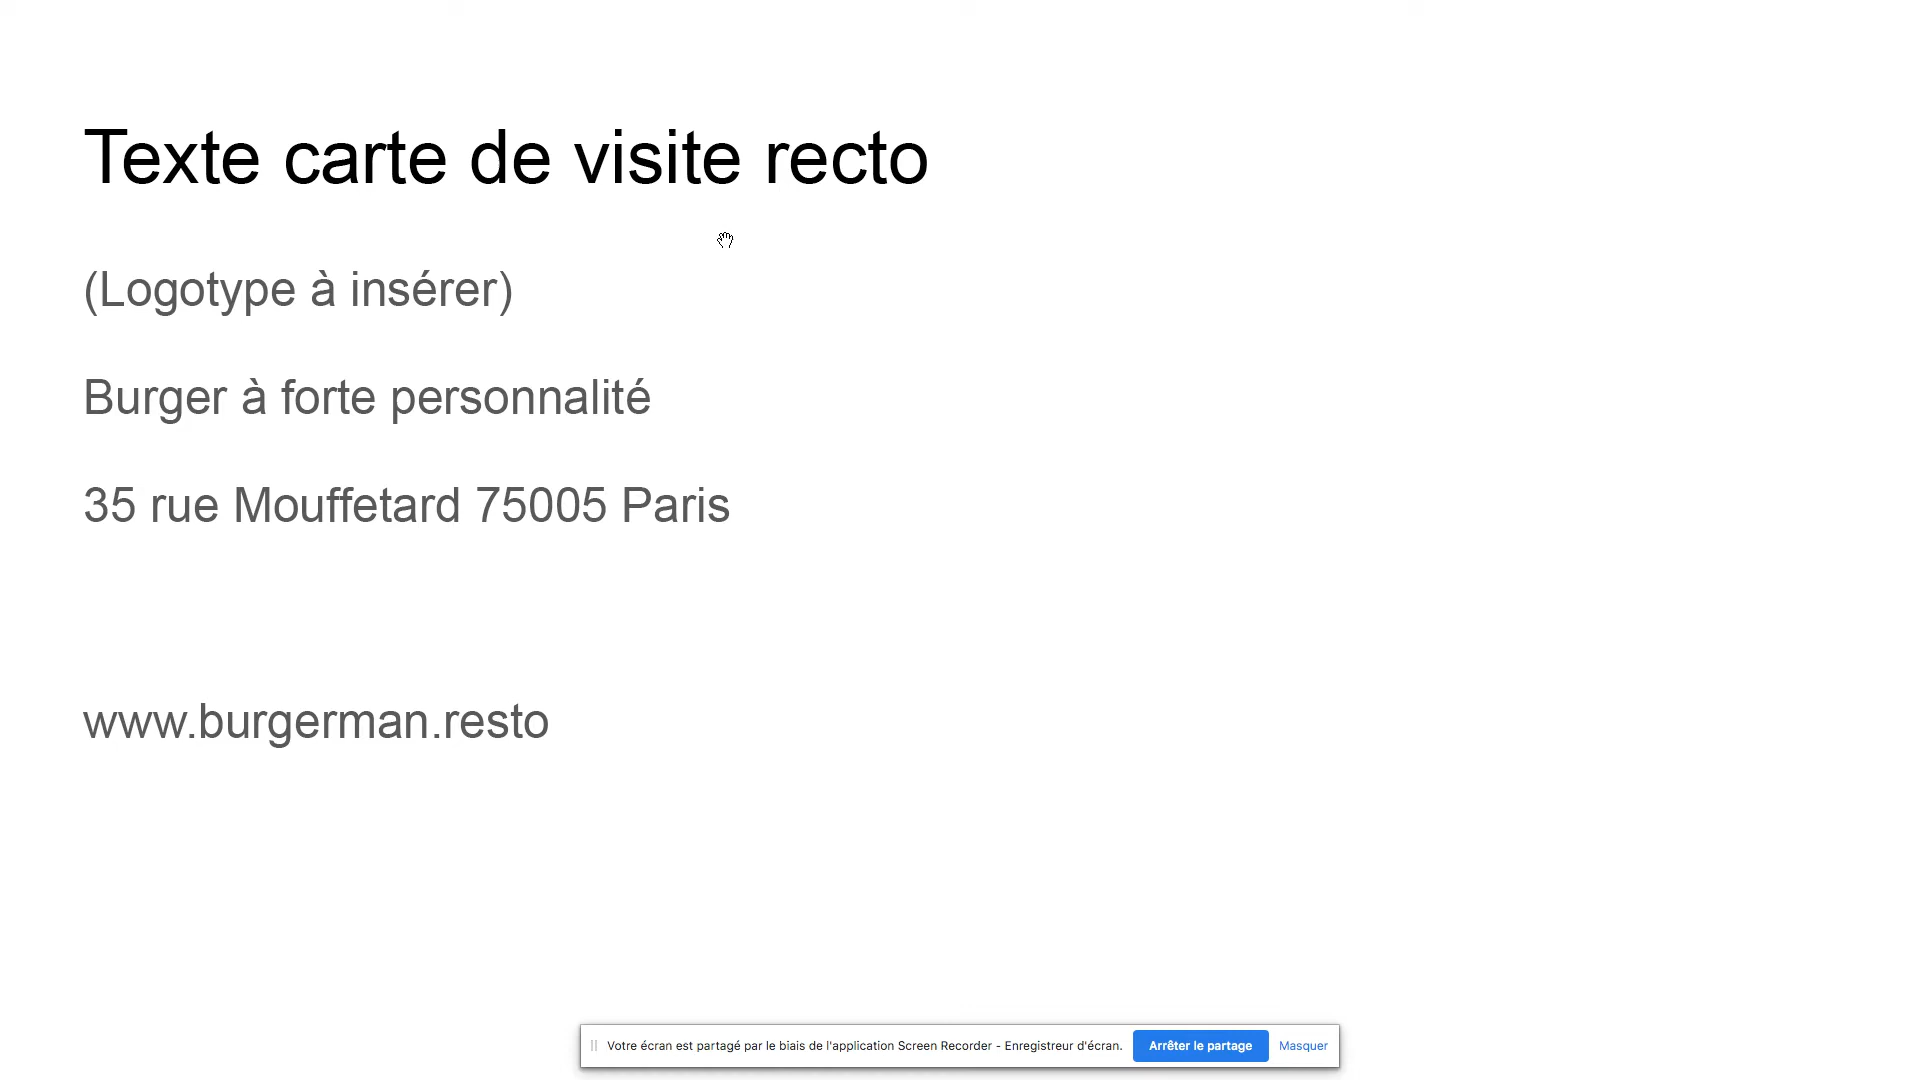 Texte carte de visite recto
(Logotype à insérer)
Burger à forte personnalité
35 rue Mouffetard 75005 Paris
www.burgerman.resto
Votre écran est partagé par le biais de l'application Screen Recorder - Enregistreur d'écran. Arrêter le partage Masquer